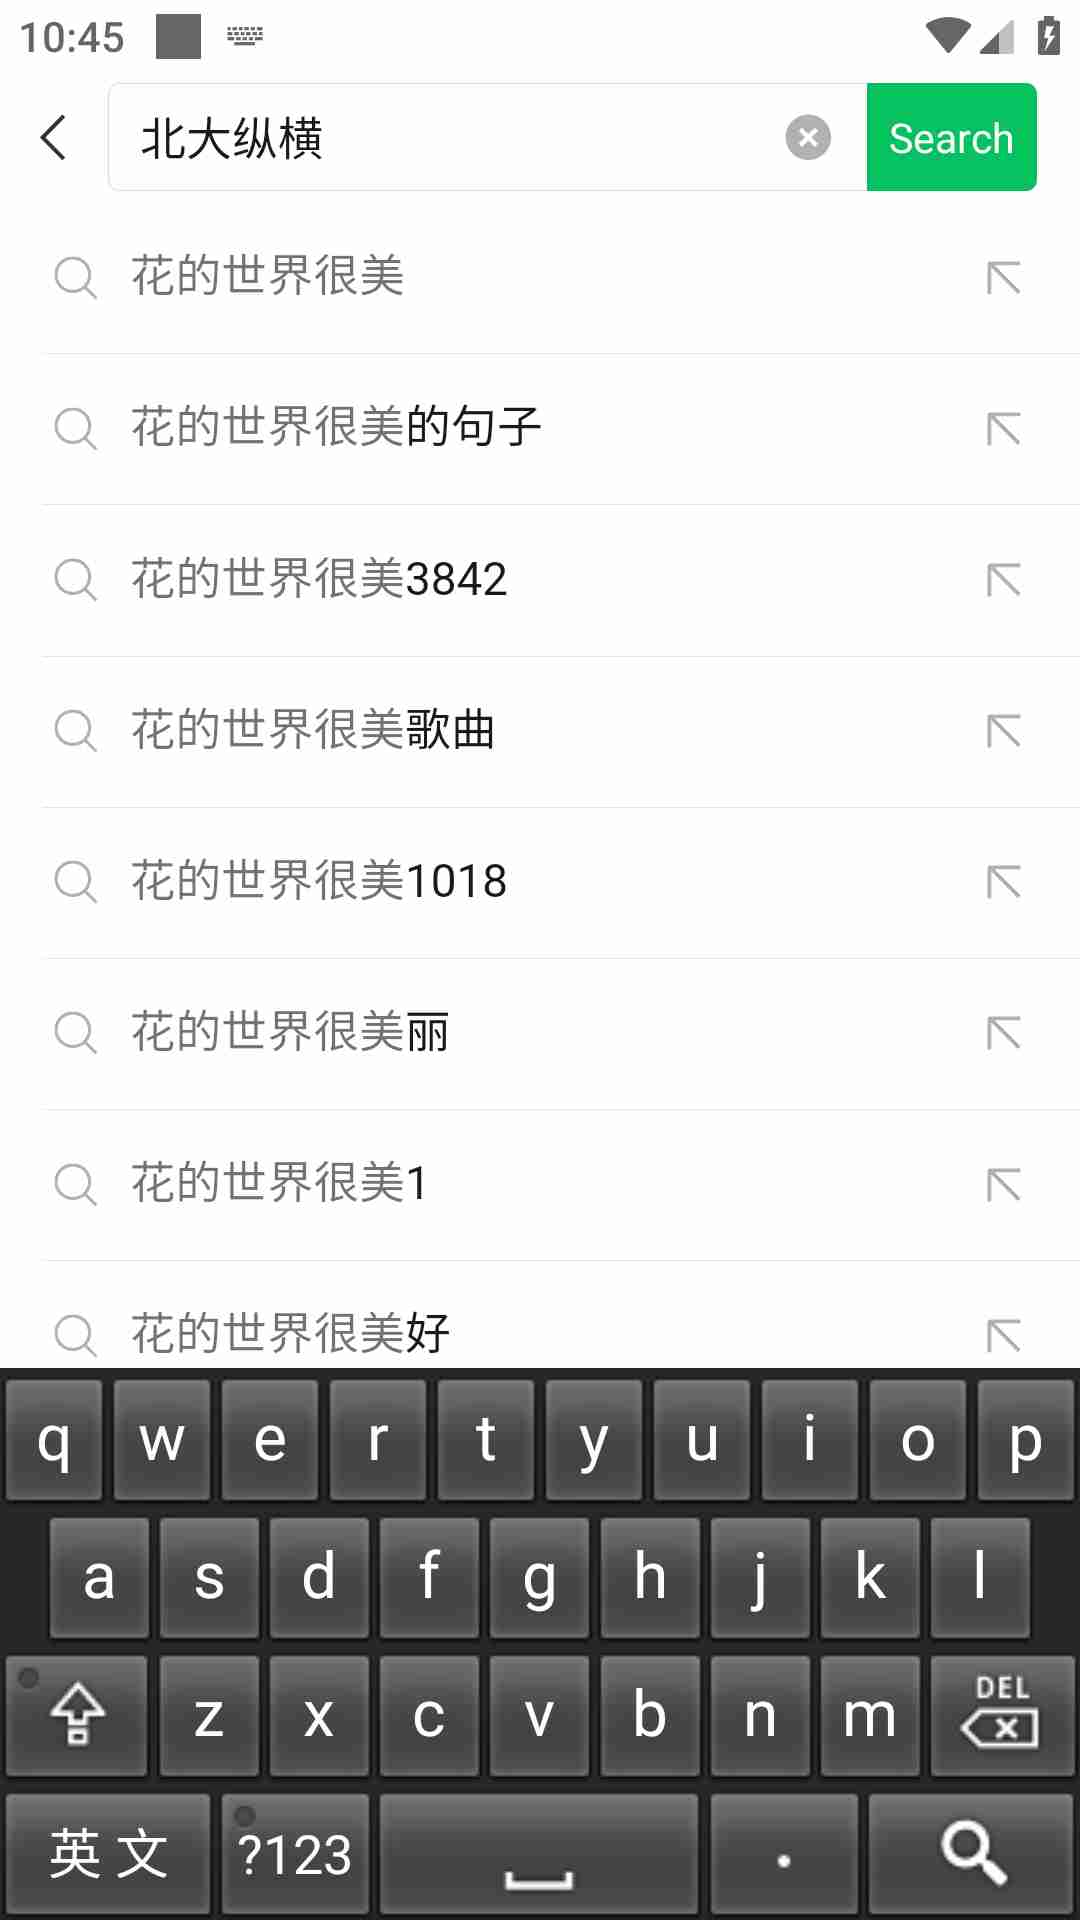 10:45
北大纵横
Search
花的世界很美
花的世界很美的句子
花的世界很美3842
花的世界很美歌曲
花的世界很美1018
花的世界很美丽
花的世界很美1
花的世界很美好
q w e r t y u i o p
a s d f g h j k l
z x c v b n m DEL
英文 ?123 .